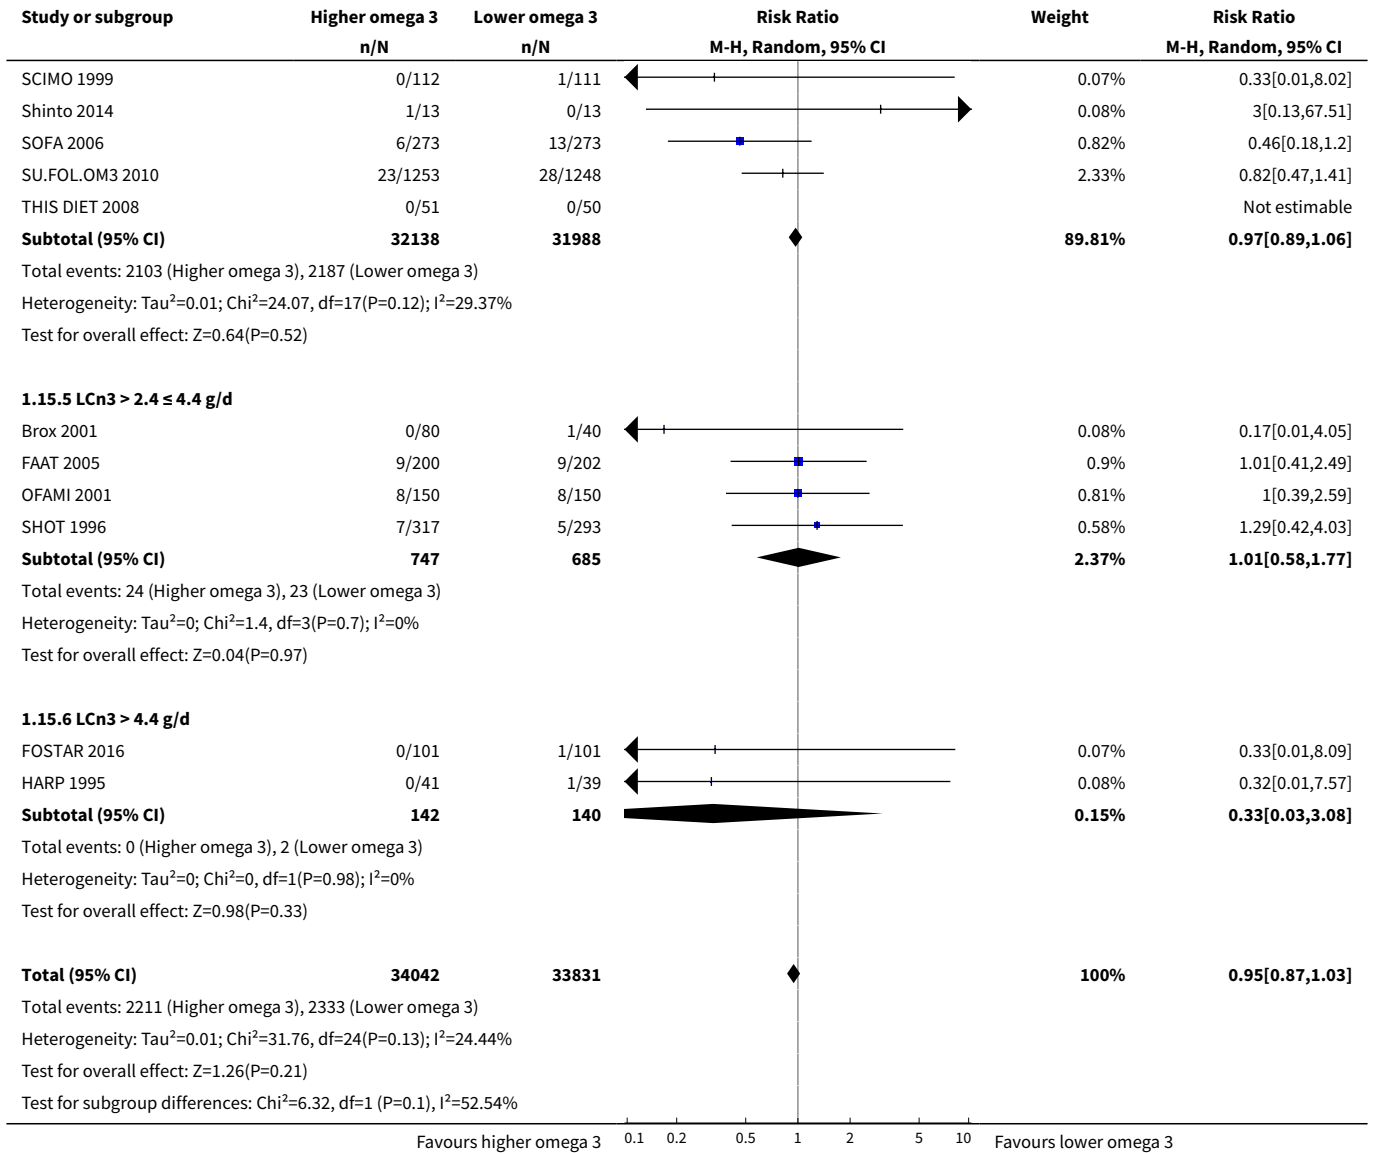 Study or subgroup Higher omega 3 Lower omega 3 Risk Ratio Weight Risk Ratio
n/N n/N M-H, Random, 95% CI M-H, Random, 95% CI
SCIMO 1999 0/112 1/111 0.07% 0.33[0.01,8.02]
Shinto 2014 1/13 0/13 0.08% 3[0.13,67.51]
SOFA 2006 6/273 13/273 0.82% 0.46[0.18,1.2]
SU.FOL.OM3 2010 23/1253 28/1248 2.33% 0.82[0.47,1.41]
THIS DIET 2008 0/51 0/50 Not estimable
Subtotal (95% CI) 32138 31988 89.81% 0.97[0.89,1.06]
Total events: 2103 (Higher omega 3), 2187 (Lower omega 3)
Heterogeneity: Tau²=0.01; Chi²=24.07, df=17(P=0.12); I²=29.37%
Test for overall effect: Z=0.64(P=0.52)
1.15.5 LCn3 > 2.4 ≤ 4.4 g/d
Brox 2001 0/80 1/40 0.08% 0.17[0.01,4.05]
FAAT 2005 9/200 9/202 0.9% 1.01[0.41,2.49]
OFAMI 2001 8/150 8/150 0.81% 1[0.39,2.59]
SHOT 1996 7/317 5/293 0.58% 1.29[0.42,4.03]
Subtotal (95% CI) 747 685 2.37% 1.01[0.58,1.77]
Total events: 24 (Higher omega 3), 23 (Lower omega 3)
Heterogeneity: Tau²=0; Chi²=1.4, df=3(P=0.7); I²=0%
Test for overall effect: Z=0.04(P=0.97)
1.15.6 LCn3 > 4.4 g/d
FOSTAR 2016 0/101 1/101 0.07% 0.33[0.01,8.09]
HARP 1995 0/41 1/39 0.08% 0.32[0.01,7.57]
Subtotal (95% CI) 142 140 0.15% 0.33[0.03,3.08]
Total events: 0 (Higher omega 3), 2 (Lower omega 3)
Heterogeneity: Tau²=0; Chi²=0, df=1(P=0.98); I²=0%
Test for overall effect: Z=0.98(P=0.33)
Total (95% CI) 34042 33831 100% 0.95[0.87,1.03]
Total events: 2211 (Higher omega 3), 2333 (Lower omega 3)
Heterogeneity: Tau²=0.01; Chi²=31.76, df=24(P=0.13); I²=24.44%
Test for overall effect: Z=1.26(P=0.21)
Test for subgroup differences: Chi²=6.32, df=1 (P=0.1), I²=52.54%
Favours higher omega 3 0.1 0.2 0.5 1 2 5 10 Favours lower omega 3